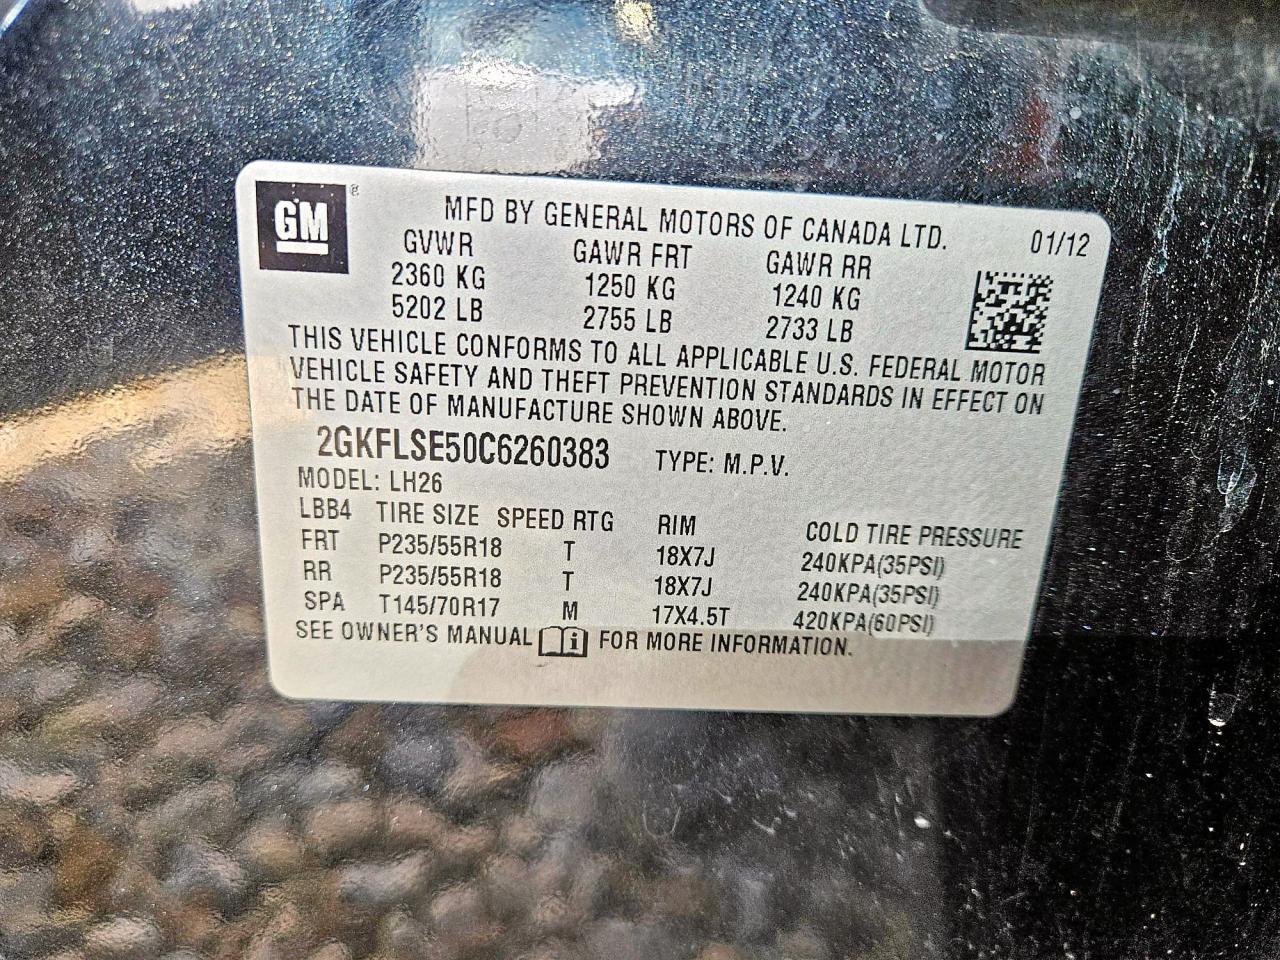 GM ®
MFD BY GENERAL MOTORS OF CANADA LTD. 01/12
GVWR GAWR FRT GAWR RR
2360 KG 1250 KG 1240 KG
5202 LB 2755 LB 2733 LB
THIS VEHICLE CONFORMS TO ALL APPLICABLE U.S. FEDERAL MOTOR
VEHICLE SAFETY AND THEFT PREVENTION STANDARDS IN EFFECT ON
THE DATE OF MANUFACTURE SHOWN ABOVE.
2GKFLSE50C6260383 TYPE: M.P.V.
MODEL: LH26
LBB4 TIRE SIZE SPEED RTG RIM COLD TIRE PRESSURE
FRT P235/55R18 T 18X7J 240KPA(35PSI)
RR P235/55R18 T 18X7J 240KPA(35PSI)
SPA T145/70R17 M 17X4.5T 420KPA(60PSI)
SEE OWNER'S MANUAL i FOR MORE INFORMATION.